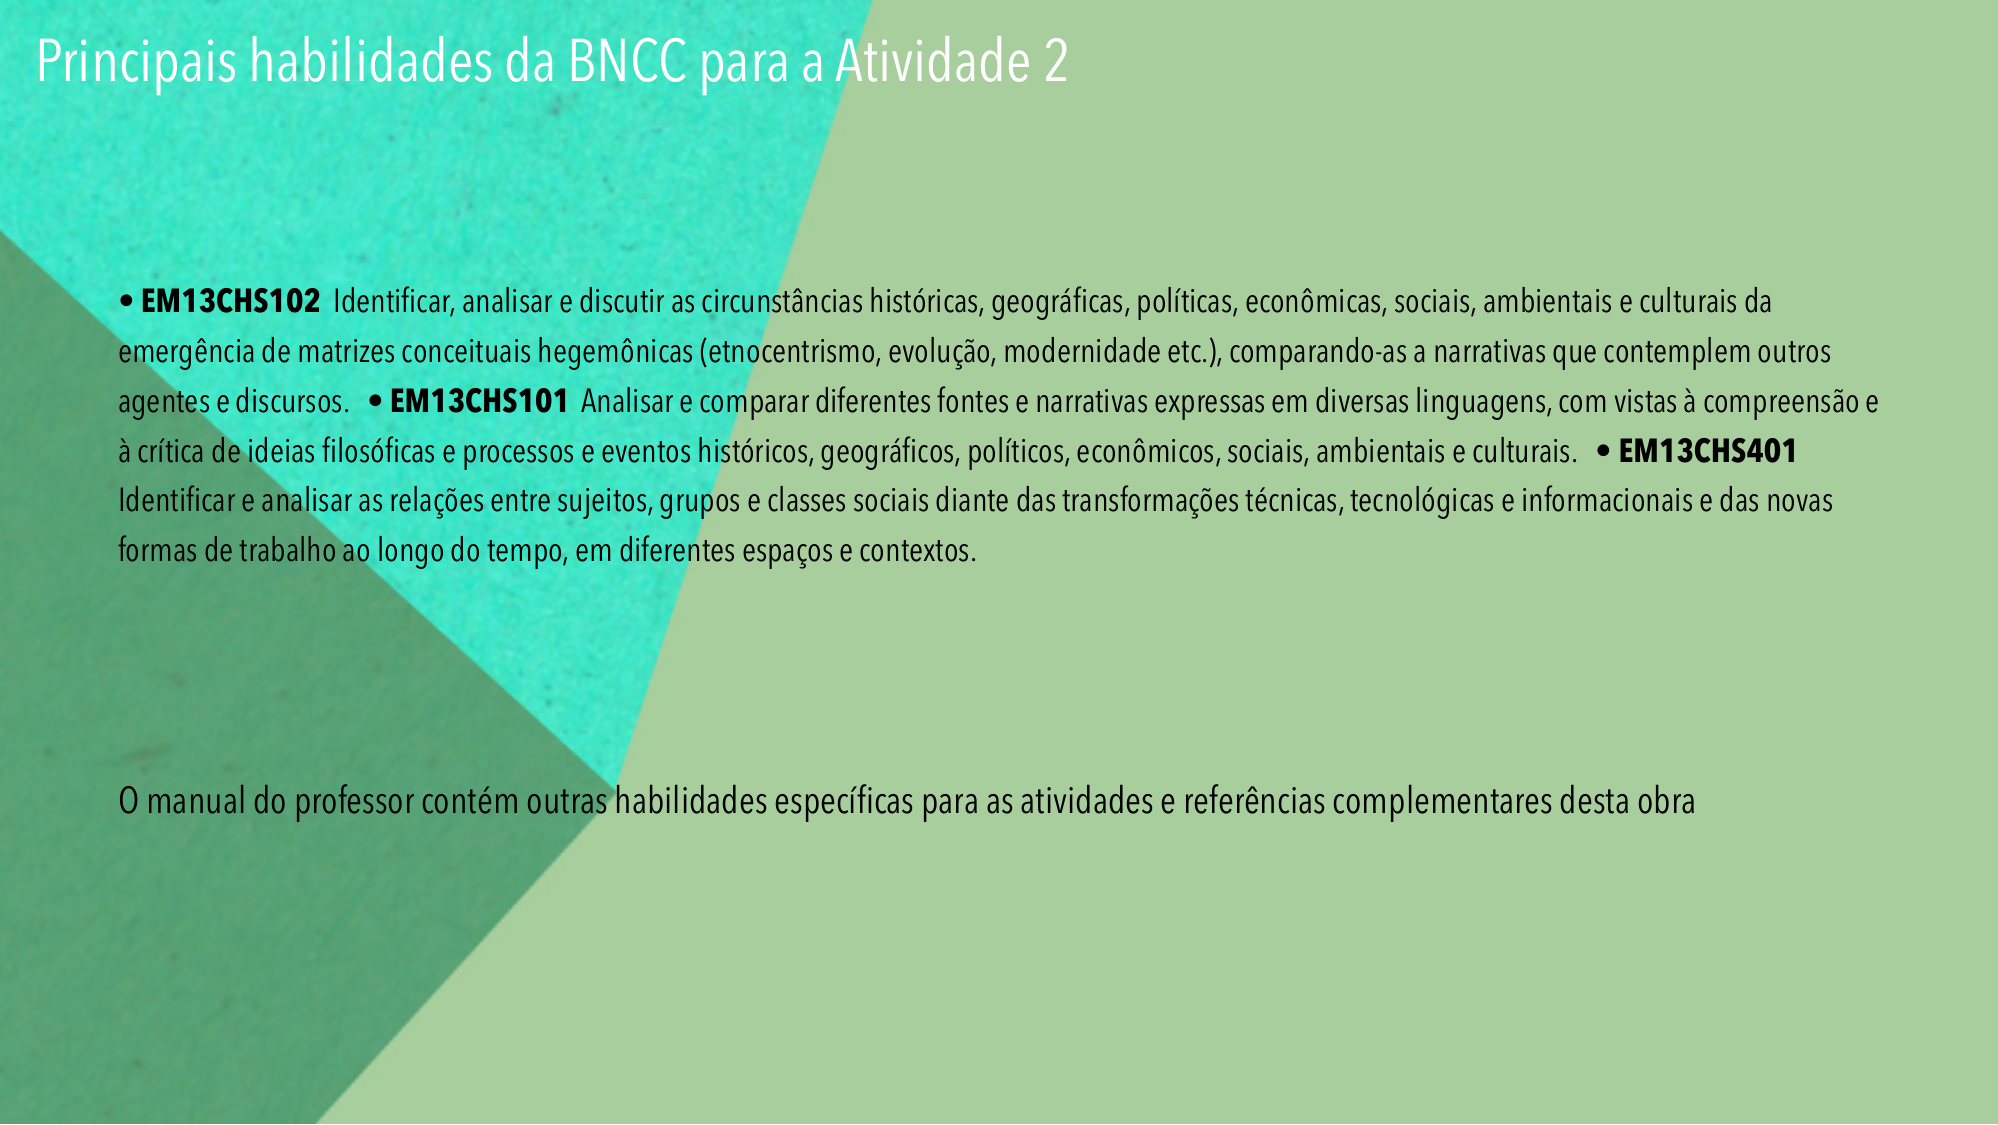 Principais habilidades da BNCC para a Atividade 2
• EM13CHS102 Identificar, analisar e discutir as circunstâncias históricas, geográficas, políticas, econômicas, sociais, ambientais e culturais da
emergência de matrizes conceituais hegemônicas (etnocentrismo, evolução, modernidade etc.), comparando-as a narrativas que contemplem outros
agentes e discursos. • EM13CHS101 Analisar e comparar diferentes fontes e narrativas expressas em diversas linguagens, com vistas à compreensão e
à crítica de ideias filosóficas e processos e eventos históricos, geográficos, políticos, econômicos, sociais, ambientais e culturais. • EM13CHS401
Identificar e analisar as relações entre sujeitos, grupos e classes sociais diante das transformações técnicas, tecnológicas e informacionais e das novas
formas de trabalho ao longo do tempo, em diferentes espaços e contextos.
O manual do professor contém outras habilidades específicas para as atividades e referências complementares desta obra